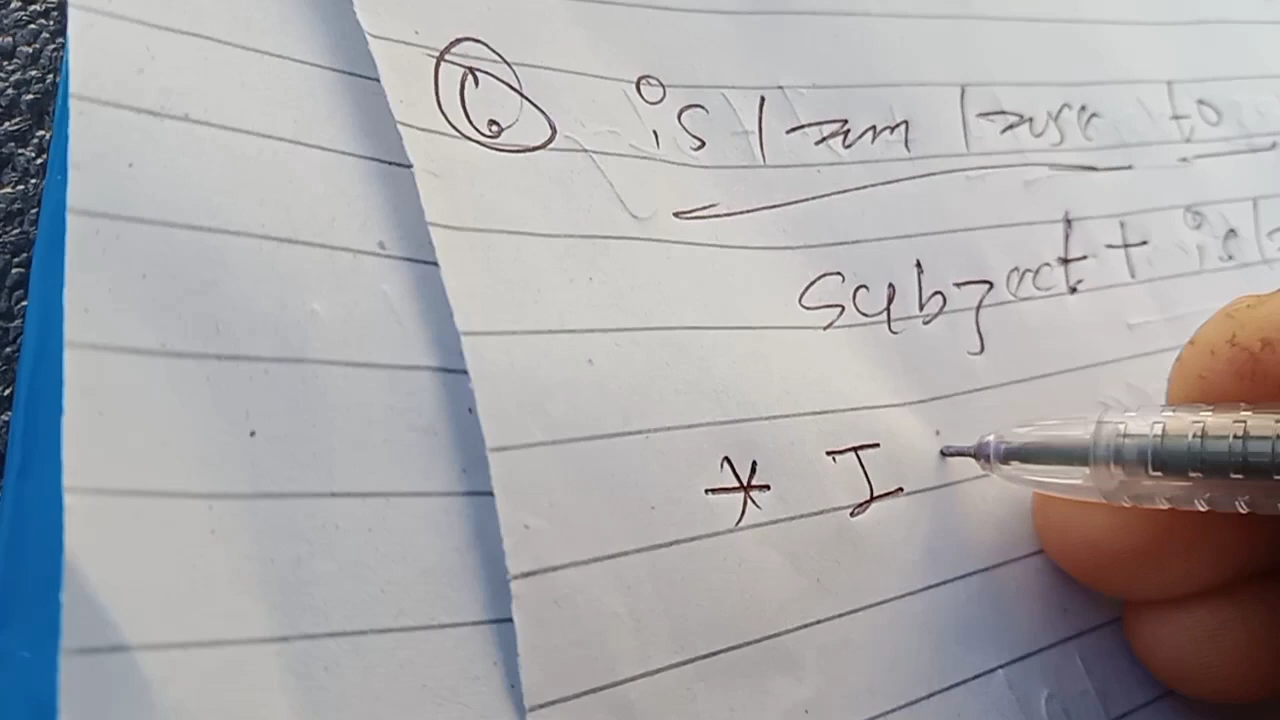 6 is / am / are to
subject + is /
* I